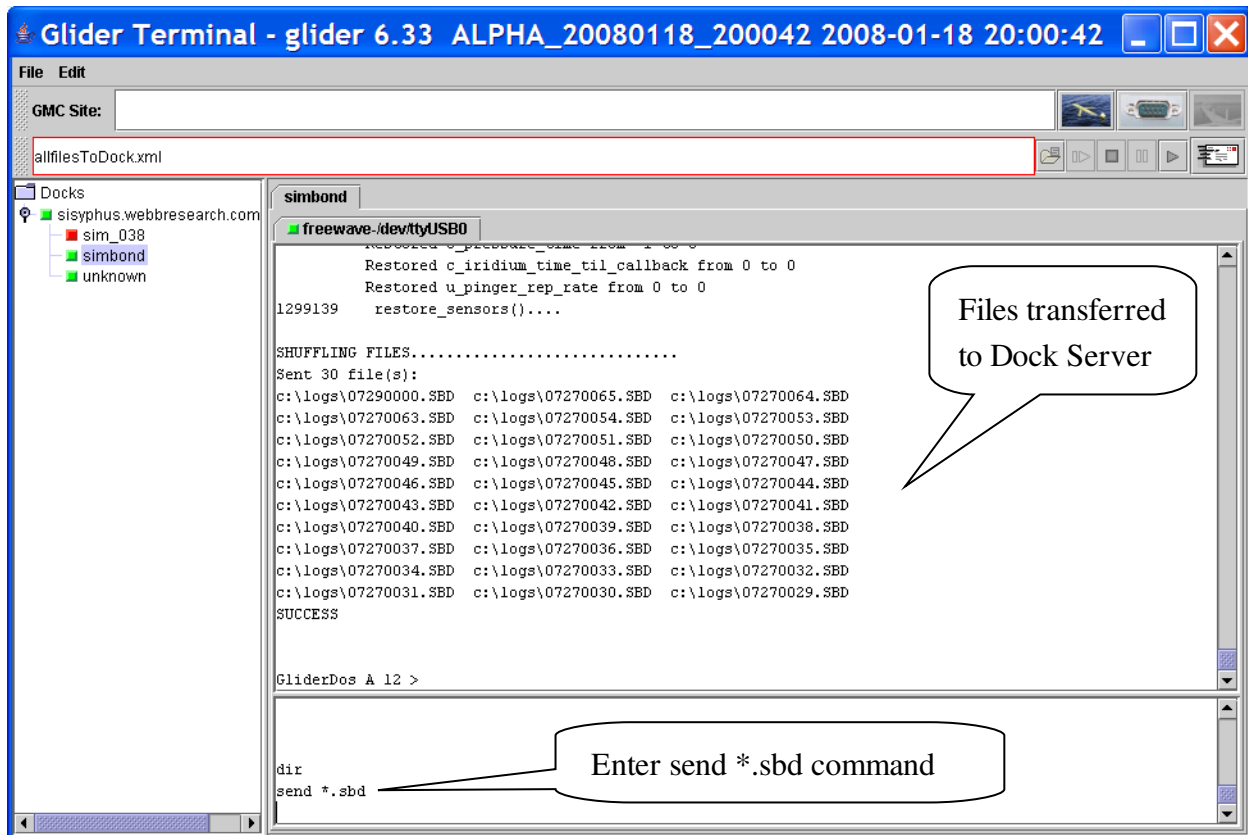 Glider Terminal - glider 6.33 ALPHA_20080118_200042 2008-01-18 20:00:42
File Edit
GMC Site:
allfilesToDock.xml
Docks
sisyphus.webbresearch.com
sim_038
simbond
unknown
simbond
freewave-/dev/ttyUSB0
Restored c_iridium_time_til_callback from 0 to 0
Restored u_pinger_rep_rate from 0 to 0
1299139 restore_sensors()....
SHUFFLING FILES..............................
Sent 30 file(s):
c:\logs\07290000.SBD c:\logs\07270065.SBD c:\logs\07270064.SBD
c:\logs\07270063.SBD c:\logs\07270054.SBD c:\logs\07270053.SBD
c:\logs\07270052.SBD c:\logs\07270051.SBD c:\logs\07270050.SBD
c:\logs\07270049.SBD c:\logs\07270048.SBD c:\logs\07270047.SBD
c:\logs\07270046.SBD c:\logs\07270045.SBD c:\logs\07270044.SBD
c:\logs\07270043.SBD c:\logs\07270042.SBD c:\logs\07270041.SBD
c:\logs\07270040.SBD c:\logs\07270039.SBD c:\logs\07270038.SBD
c:\logs\07270037.SBD c:\logs\07270036.SBD c:\logs\07270035.SBD
c:\logs\07270034.SBD c:\logs\07270033.SBD c:\logs\07270032.SBD
c:\logs\07270031.SBD c:\logs\07270030.SBD c:\logs\07270029.SBD
SUCCESS
GliderDos A 12 >
Files transferred
to Dock Server
dir
send *.sbd
Enter send *.sbd command